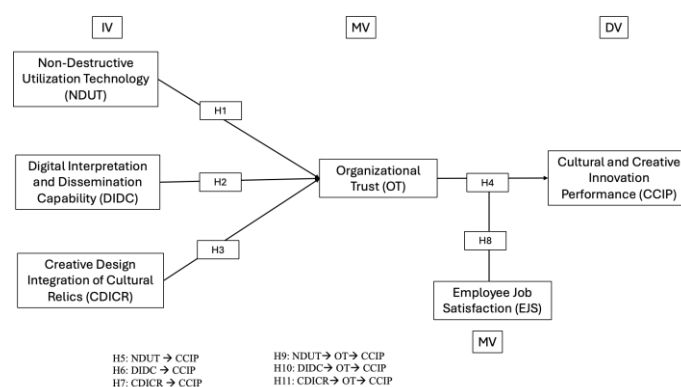 IV
MV
DV
Non-Destructive
Utilization Technology
(NDUT)
H1
Digital Interpretation
and Dissemination
Capability (DIDC)
H2
Organizational
Trust (OT)
H4
Cultural and Creative
Innovation
Performance (CCIP)
H3
H8
Creative Design
Integration of Cultural
Relics (CDICR)
Employee Job
Satisfaction (EJS)
MV
H5: NDUT → CCIP
H6: DIDC → CCIP
H7: CDICR → CCIP
H9: NDUT→ OT→ CCIP
H10: DIDC→ OT→ CCIP
H11: CDICR→ OT→ CCIP